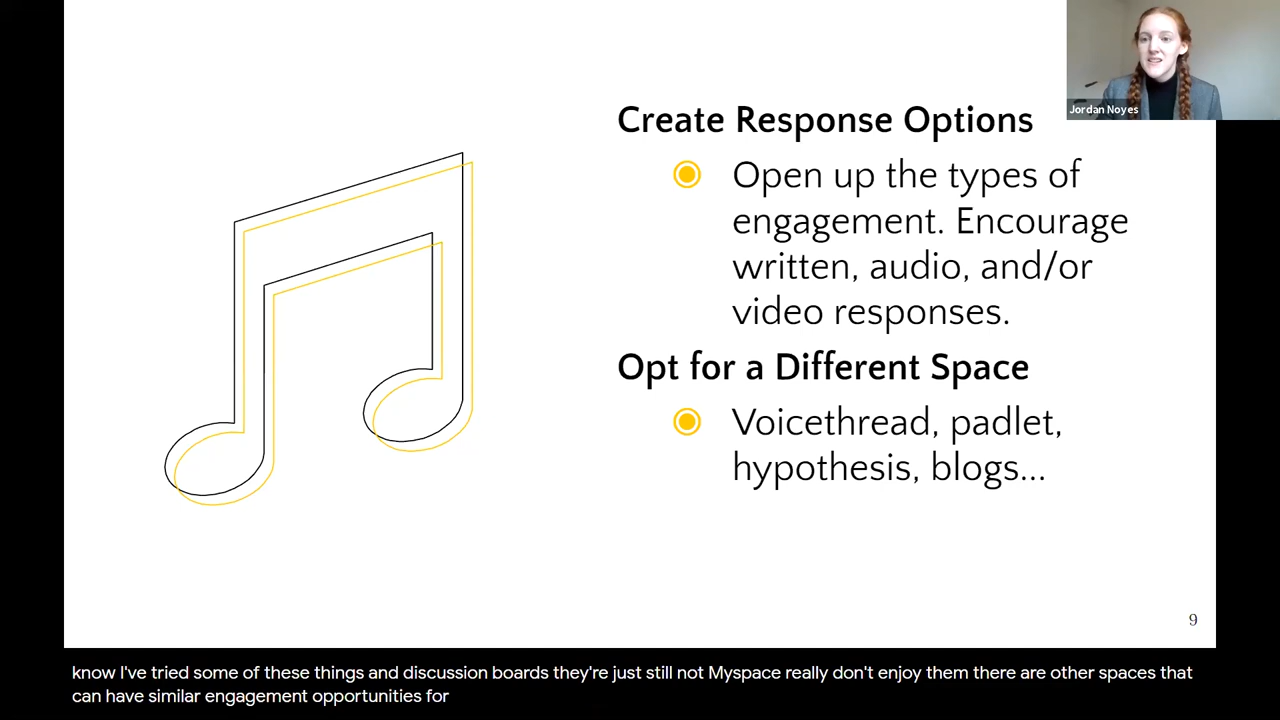 Jordan Noyes
Create Response Options
Open up the types of
engagement. Encourage
written, audio, and/or
video responses.
Opt for a Different Space
Voicethread, padlet,
hypothesis, blogs...
9
know I've tried some of these things and discussion boards they're just still not Myspace really don't enjoy them there are other spaces that
can have similar engagement opportunities for